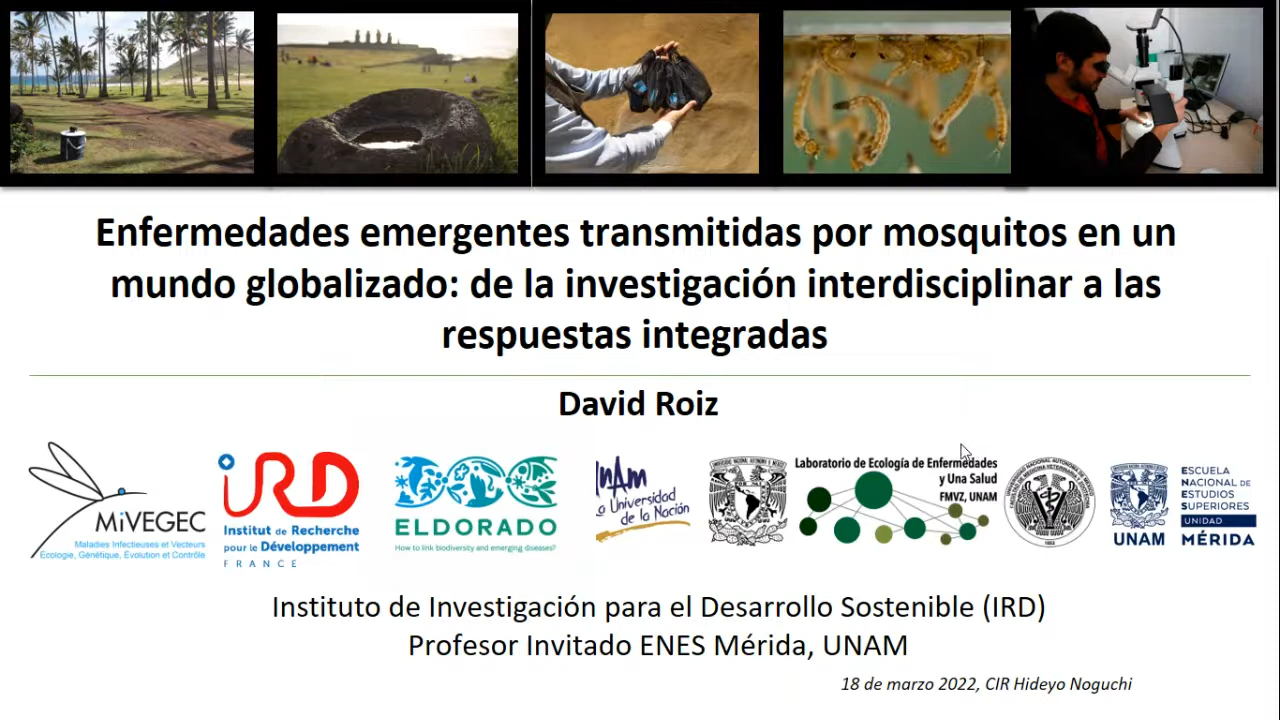 Enfermedades emergentes transmitidas por mosquitos en un
mundo globalizado: de la investigación interdisciplinar a las
respuestas integradas
David Roiz
MIVEGEC
Maladies Infectieuses et Vecteurs
Écologie, Génétique, Évolution et Contrôle
iRD
Institut de Recherche
pour le Développement
FRANCE
ELDORADO
How to link biodiversity and emerging diseases?
UnAm
La Universidad
de la Nación
Laboratorio de Ecología de Enfermedades
y Una Salud
FMVZ, UNAM
UNAM
ESCUELA
NACIONAL DE
ESTUDIOS
SUPERIORES
UNIDAD
MÉRIDA
Instituto de Investigación para el Desarrollo Sostenible (IRD)
Profesor Invitado ENES Mérida, UNAM
18 de marzo 2022, CIR Hideyo Noguchi